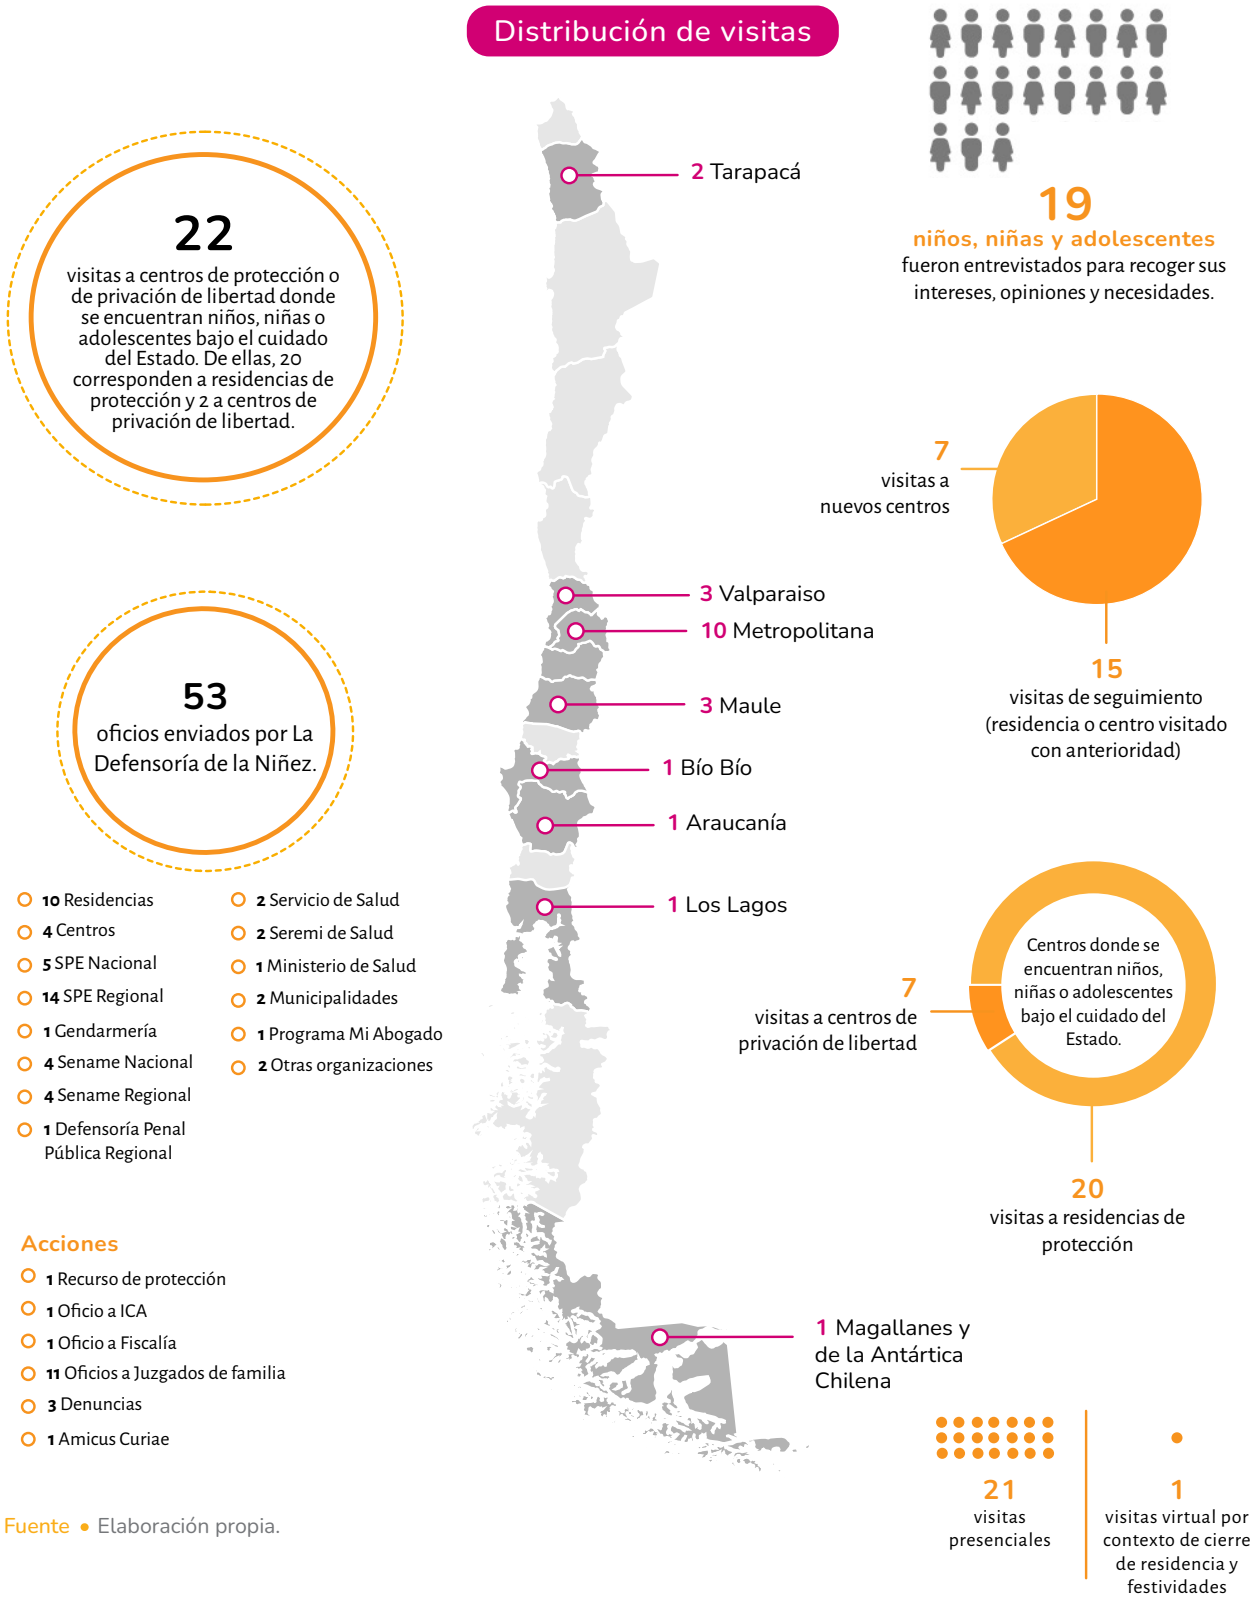 Distribución de visitas
22
visitas a centros de protección o
de privación de libertad donde
se encuentran niños, niñas o
adolescentes bajo el cuidado
del Estado. De ellas, 20
corresponden a residencias de
protección y 2 a centros de
privación de libertad.
53
oficios enviados por La
Defensoría de la Niñez.
10 Residencias
4 Centros
5 SPE Nacional
14 SPE Regional
1 Gendarmería
4 Sename Nacional
4 Sename Regional
1 Defensoría Penal
Pública Regional
2 Servicio de Salud
2 Seremi de Salud
1 Ministerio de Salud
2 Municipalidades
1 Programa Mi Abogado
2 Otras organizaciones
Acciones
1 Recurso de protección
1 Oficio a ICA
1 Oficio a Fiscalía
11 Oficios a Juzgados de familia
3 Denuncias
1 Amicus Curiae
Fuente • Elaboración propia.
2 Tarapacá
3 Valparaiso
10 Metropolitana
3 Maule
1 Bío Bío
1 Araucanía
1 Los Lagos
1 Magallanes y
de la Antártica
Chilena
19
niños, niñas y adolescentes
fueron entrevistados para recoger sus
intereses, opiniones y necesidades.
7
visitas a
nuevos centros
15
visitas de seguimiento
(residencia o centro visitado
con anterioridad)
Centros donde se
encuentran niños,
niñas o adolescentes
bajo el cuidado del
Estado.
7
visitas a centros de
privación de libertad
20
visitas a residencias de
protección
21
visitas
presenciales
1
visitas virtual por
contexto de cierre
de residencia y
festividades